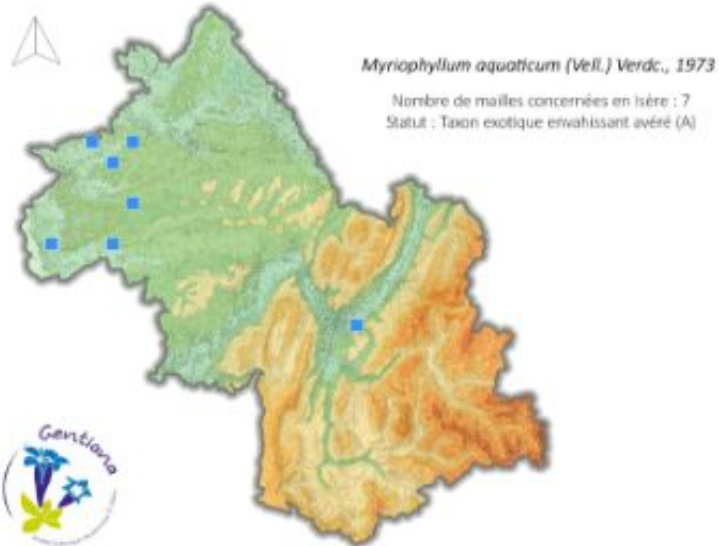 Myriophyllum aquaticum (Vell.) Verdc., 1973
Nombre de mailles concernées en Isère : 7
Statut : Taxon exotique envahissant avéré (A)
Gentiana